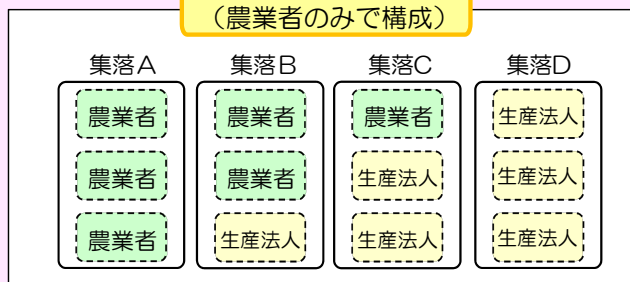 （農業者のみで構成）
集落A 集落B 集落C 集落D
農業者 農業者 農業者 生産法人
農業者 農業者 生産法人 生産法人
農業者 生産法人 生産法人 生産法人